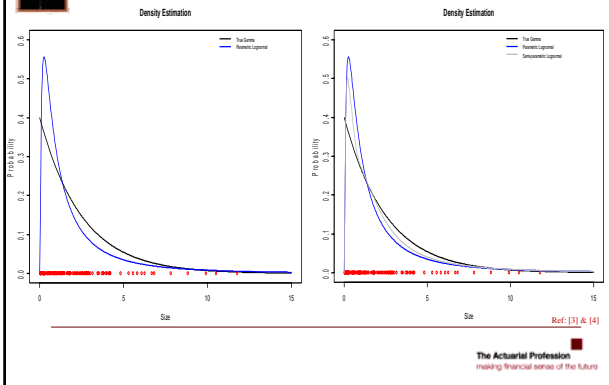 Density Estimation
True Gamma
Parametric Lognormal
Probability
0.0
0.1
0.2
0.3
0.4
0.5
0.6
0
5
10
15
Size
Density Estimation
True Gamma
Parametric Lognormal
Semi-parametric Lognormal
Probability
0.0
0.1
0.2
0.3
0.4
0.5
0.6
0
5
10
15
Size
Ref: [3] & [4]
The Actuarial Profession
making financial sense of the future